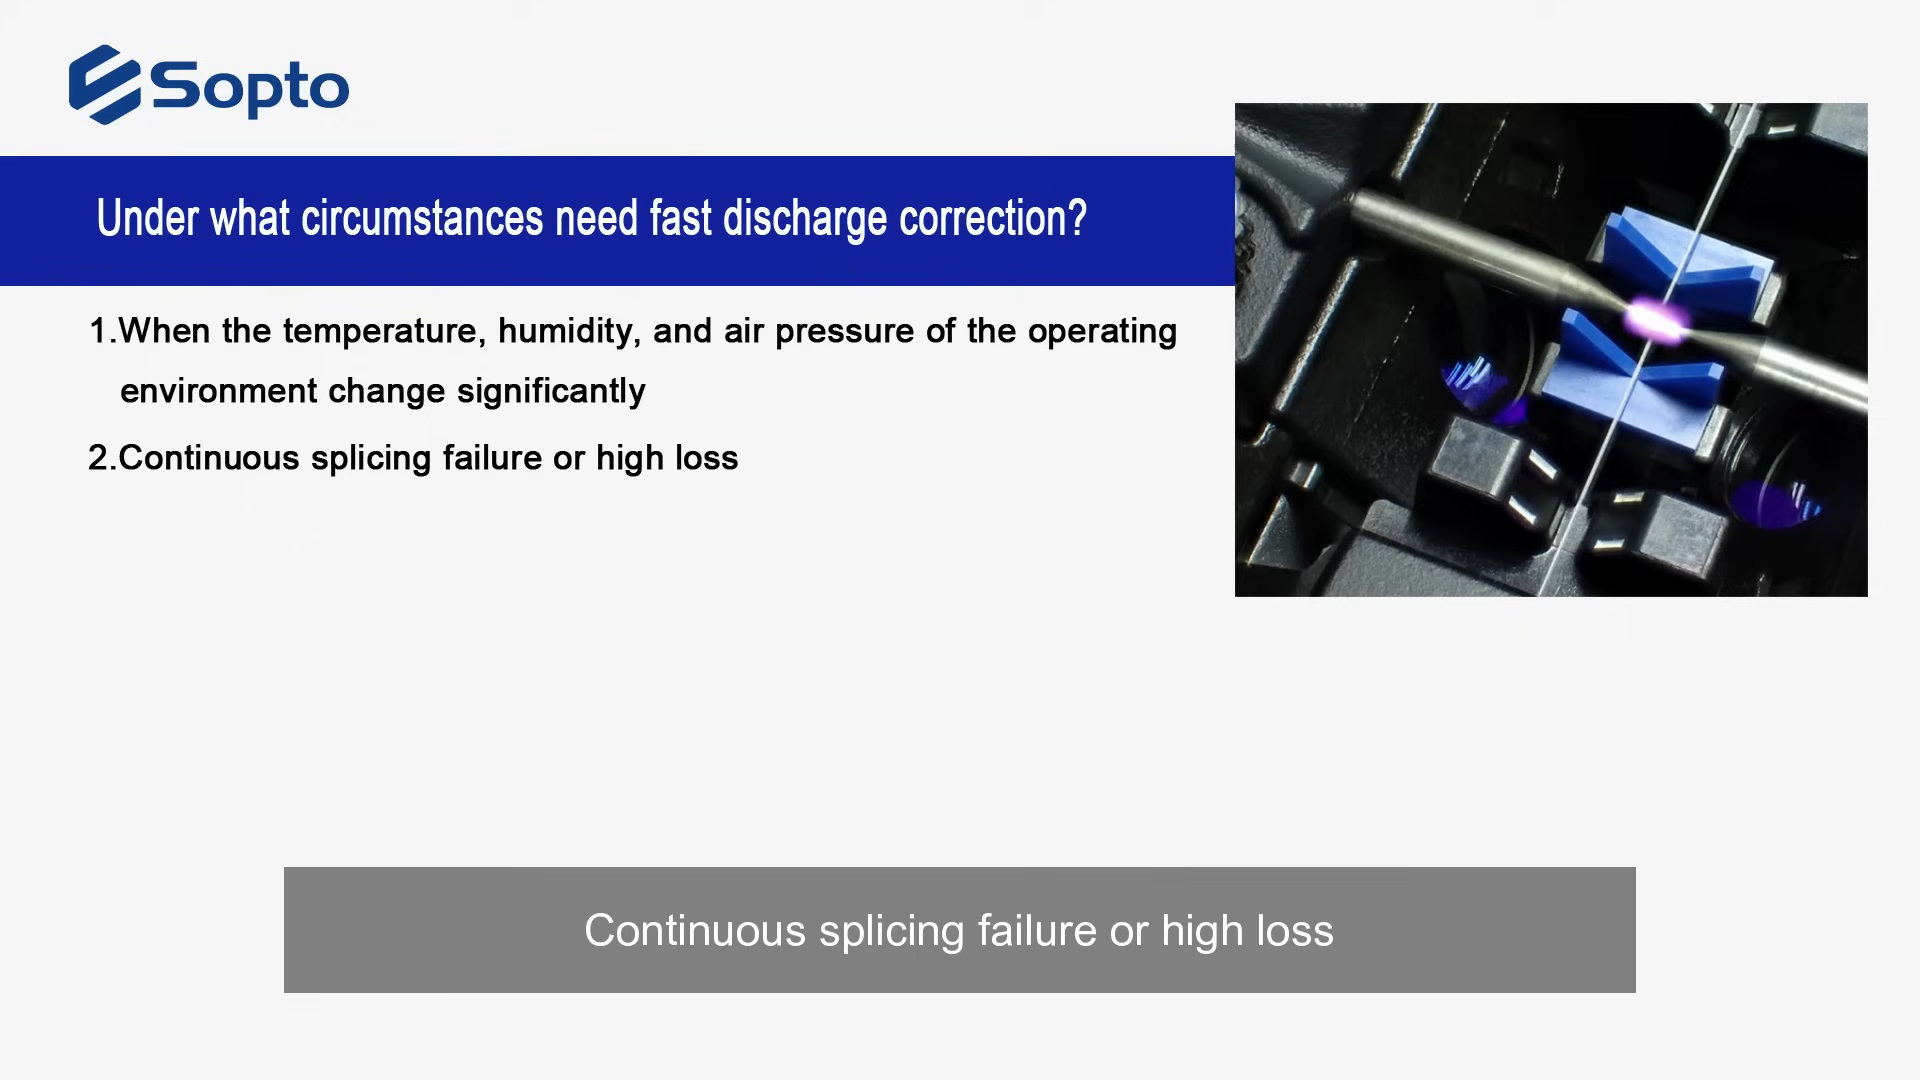 Sopto
Under what circumstances need fast discharge correction?
1.When the temperature, humidity, and air pressure of the operating
environment change significantly
2.Continuous splicing failure or high loss
Continuous splicing failure or high loss